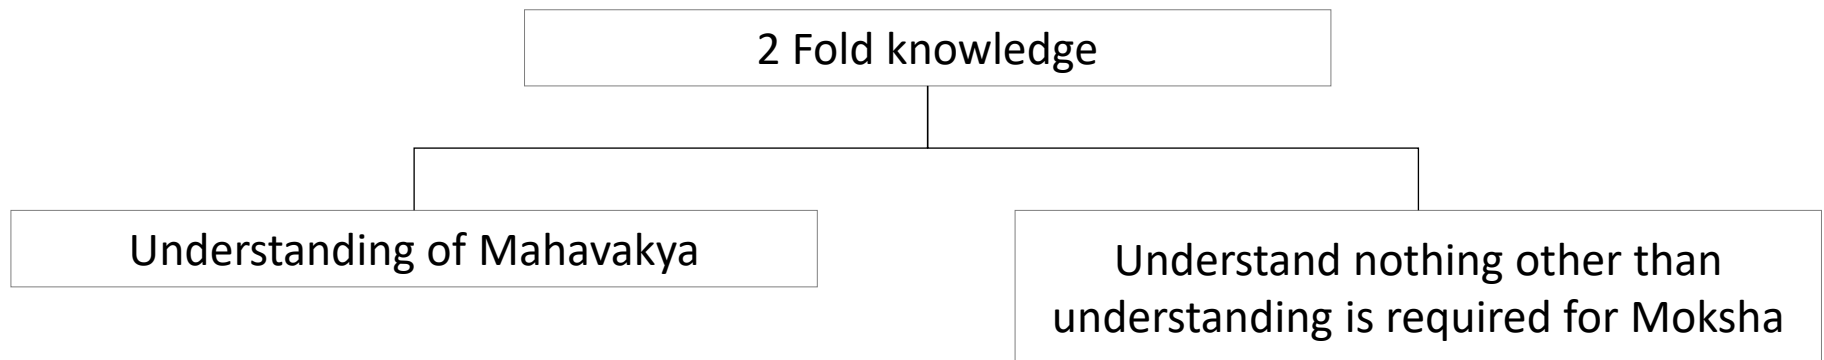 2 Fold knowledge
Understanding of Mahavakya
Understand nothing other than
understanding is required for Moksha